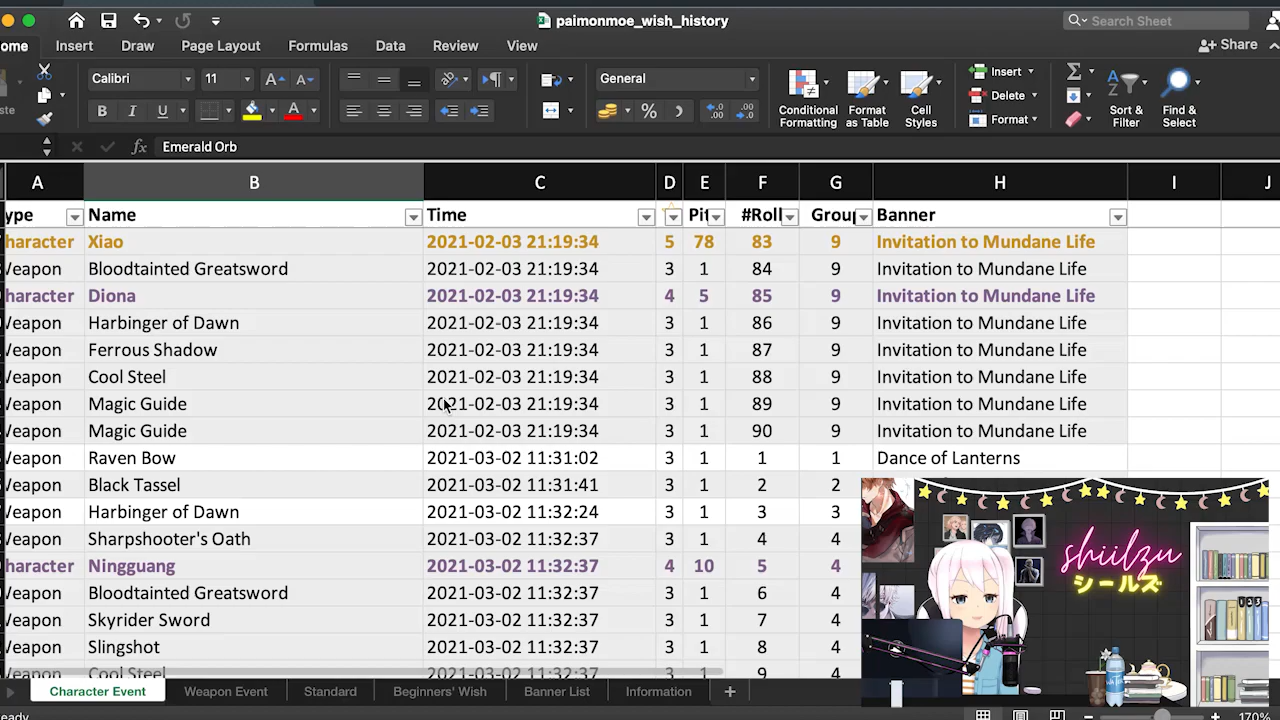 paimonmoe_wish_history
Search Sheet
ome Insert Draw Page Layout Formulas Data Review View Share
Calibri 11 A A General Insert Σ
Delete
ste B I U A % Conditional Formatting Format as Table Cell Styles Format Sort & Filter Find & Select
fx Emerald Orb
A B C D E F G H I J
ype Name Time Pit #Roll Group Banner
haracter Xiao 2021-02-03 21:19:34 5 78 83 9 Invitation to Mundane Life
Weapon Bloodtainted Greatsword 2021-02-03 21:19:34 3 1 84 9 Invitation to Mundane Life
haracter Diona 2021-02-03 21:19:34 4 5 85 9 Invitation to Mundane Life
Weapon Harbinger of Dawn 2021-02-03 21:19:34 3 1 86 9 Invitation to Mundane Life
Weapon Ferrous Shadow 2021-02-03 21:19:34 3 1 87 9 Invitation to Mundane Life
Weapon Cool Steel 2021-02-03 21:19:34 3 1 88 9 Invitation to Mundane Life
Weapon Magic Guide 2021-02-03 21:19:34 3 1 89 9 Invitation to Mundane Life
Weapon Magic Guide 2021-02-03 21:19:34 3 1 90 9 Invitation to Mundane Life
Weapon Raven Bow 2021-03-02 11:31:02 3 1 1 1 Dance of Lanterns
Weapon Black Tassel 2021-03-02 11:31:41 3 1 2 2
Weapon Harbinger of Dawn 2021-03-02 11:32:24 3 1 3 3
Weapon Sharpshooter's Oath 2021-03-02 11:32:37 3 1 4 4
haracter Ningguang 2021-03-02 11:32:37 4 10 5 4
Weapon Bloodtainted Greatsword 2021-03-02 11:32:37 3 1 6 4
Weapon Skyrider Sword 2021-03-02 11:32:37 3 1 7 4
Weapon Slingshot 2021-03-02 11:32:37 3 1 8 4
Weapon Cool Steel 2021-03-02 11:32:37 3 1 9 4
shiilzu
シールズ
Character Event Weapon Event Standard Beginners' Wish Banner List Information +
eady 170%